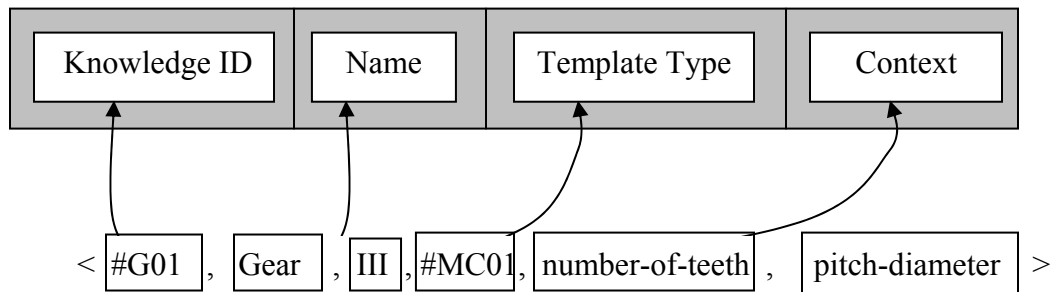 Knowledge ID Name Template Type Context
< #G01 , Gear , III , #MC01, number-of-teeth , pitch-diameter >